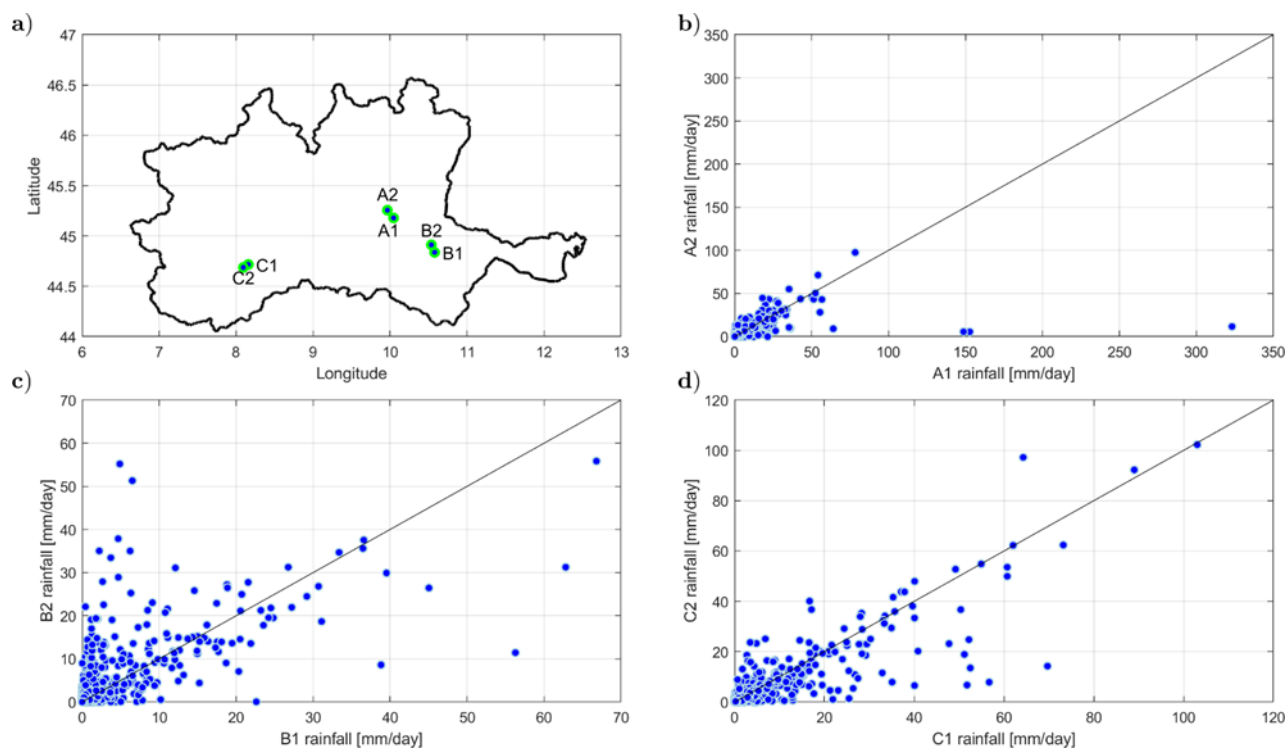 a)
47
46.5
46
45.5
45
44.5
44
Latitude
A2
A1
B2
B1
C1
C2
6 7 8 9 10 11 12 13
Longitude
b)
350
300
250
200
150
100
50
0
A2 rainfall [mm/day]
0 50 100 150 200 250 300 350
A1 rainfall [mm/day]
c)
70
60
50
40
30
20
10
0
B2 rainfall [mm/day]
0 10 20 30 40 50 60 70
B1 rainfall [mm/day]
d)
120
100
80
60
40
20
0
C2 rainfall [mm/day]
0 20 40 60 80 100 120
C1 rainfall [mm/day]